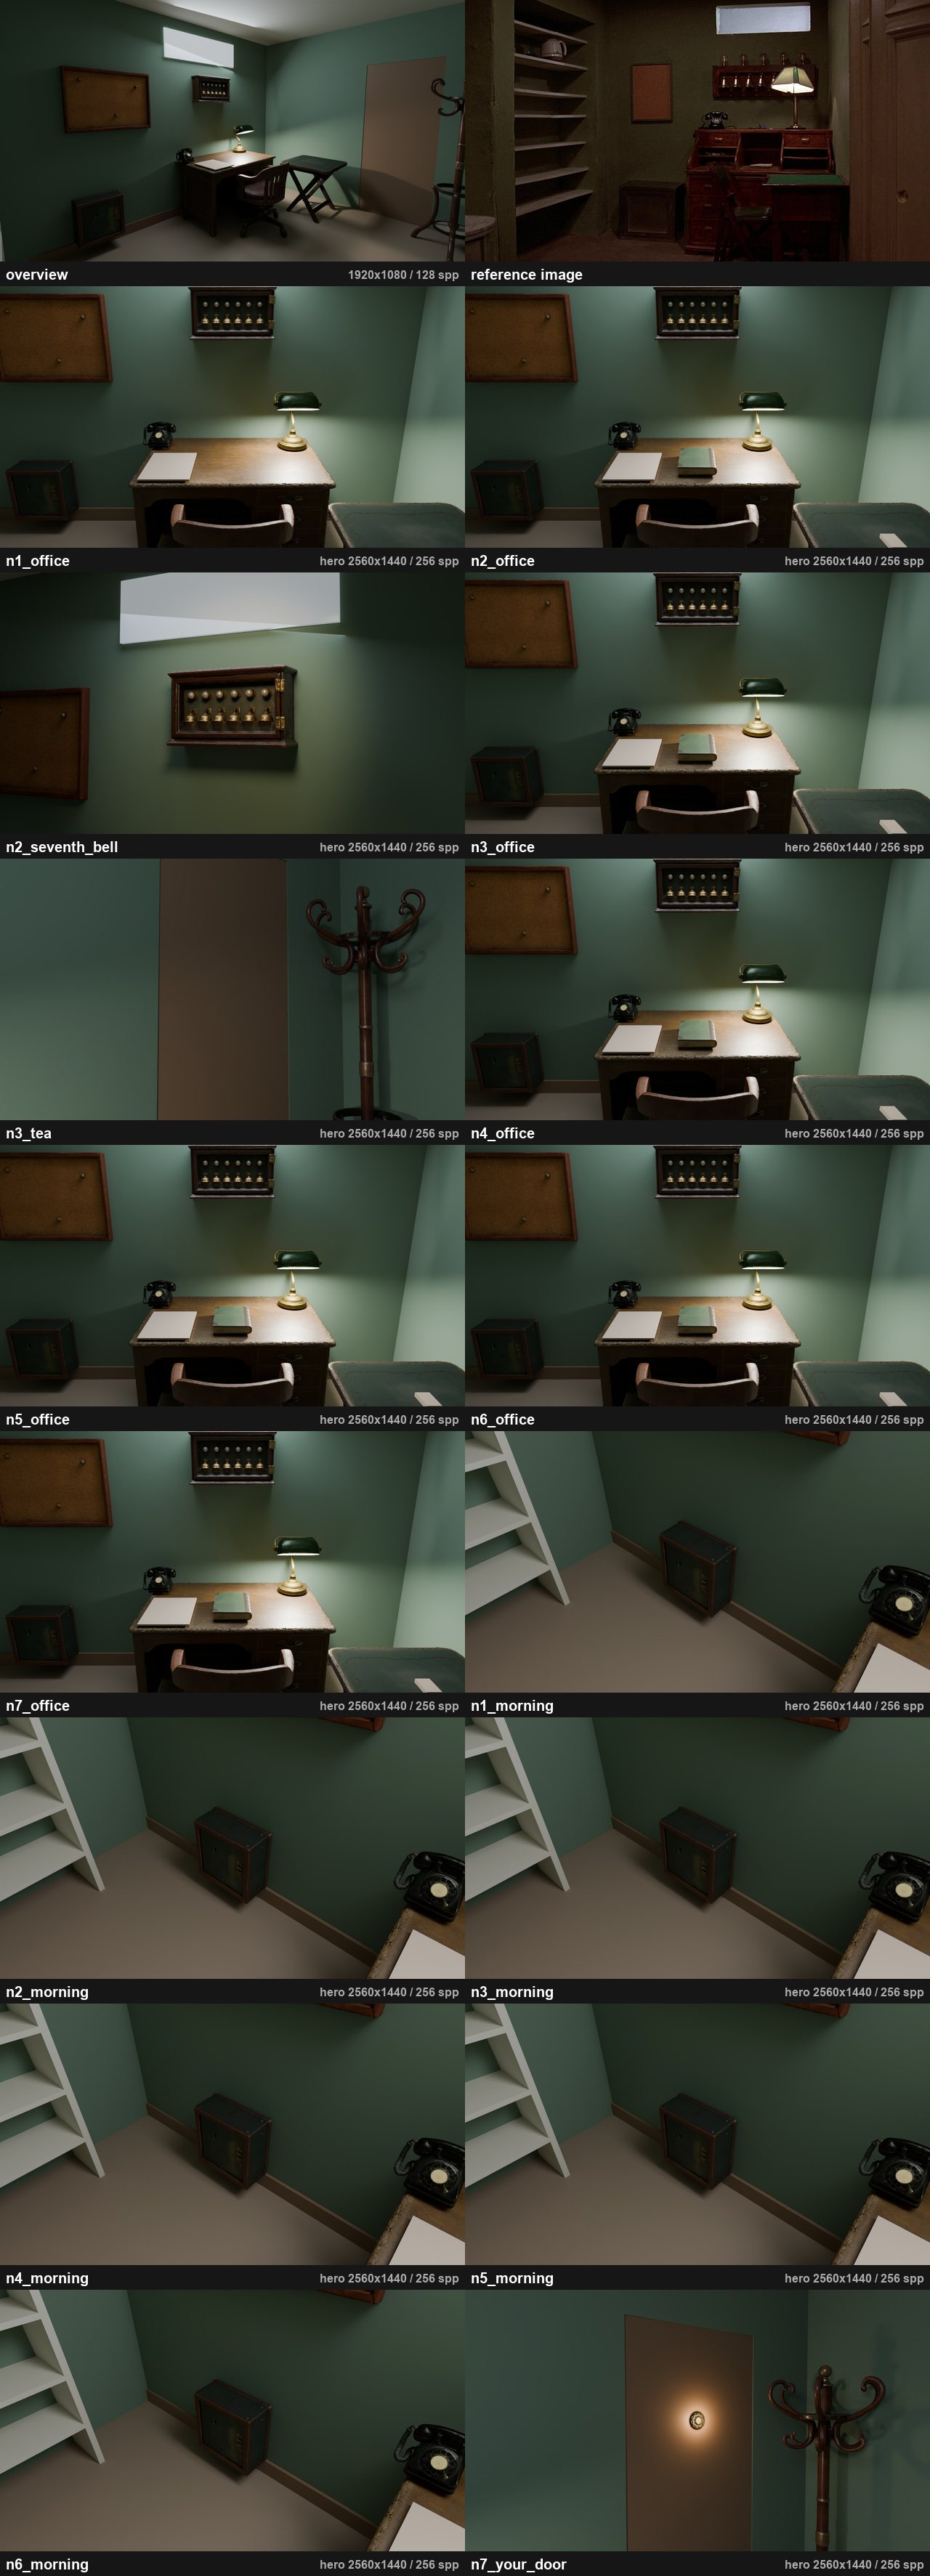 overview 1920x1080 / 128 spp
reference image
n1_office hero 2560x1440 / 256 spp
n2_office hero 2560x1440 / 256 spp
n2_seventh_bell hero 2560x1440 / 256 spp
n3_office hero 2560x1440 / 256 spp
n3_tea hero 2560x1440 / 256 spp
n4_office hero 2560x1440 / 256 spp
n5_office hero 2560x1440 / 256 spp
n6_office hero 2560x1440 / 256 spp
n7_office hero 2560x1440 / 256 spp
n1_morning hero 2560x1440 / 256 spp
n2_morning hero 2560x1440 / 256 spp
n3_morning hero 2560x1440 / 256 spp
n4_morning hero 2560x1440 / 256 spp
n5_morning hero 2560x1440 / 256 spp
n6_morning hero 2560x1440 / 256 spp
n7_your_door hero 2560x1440 / 256 spp